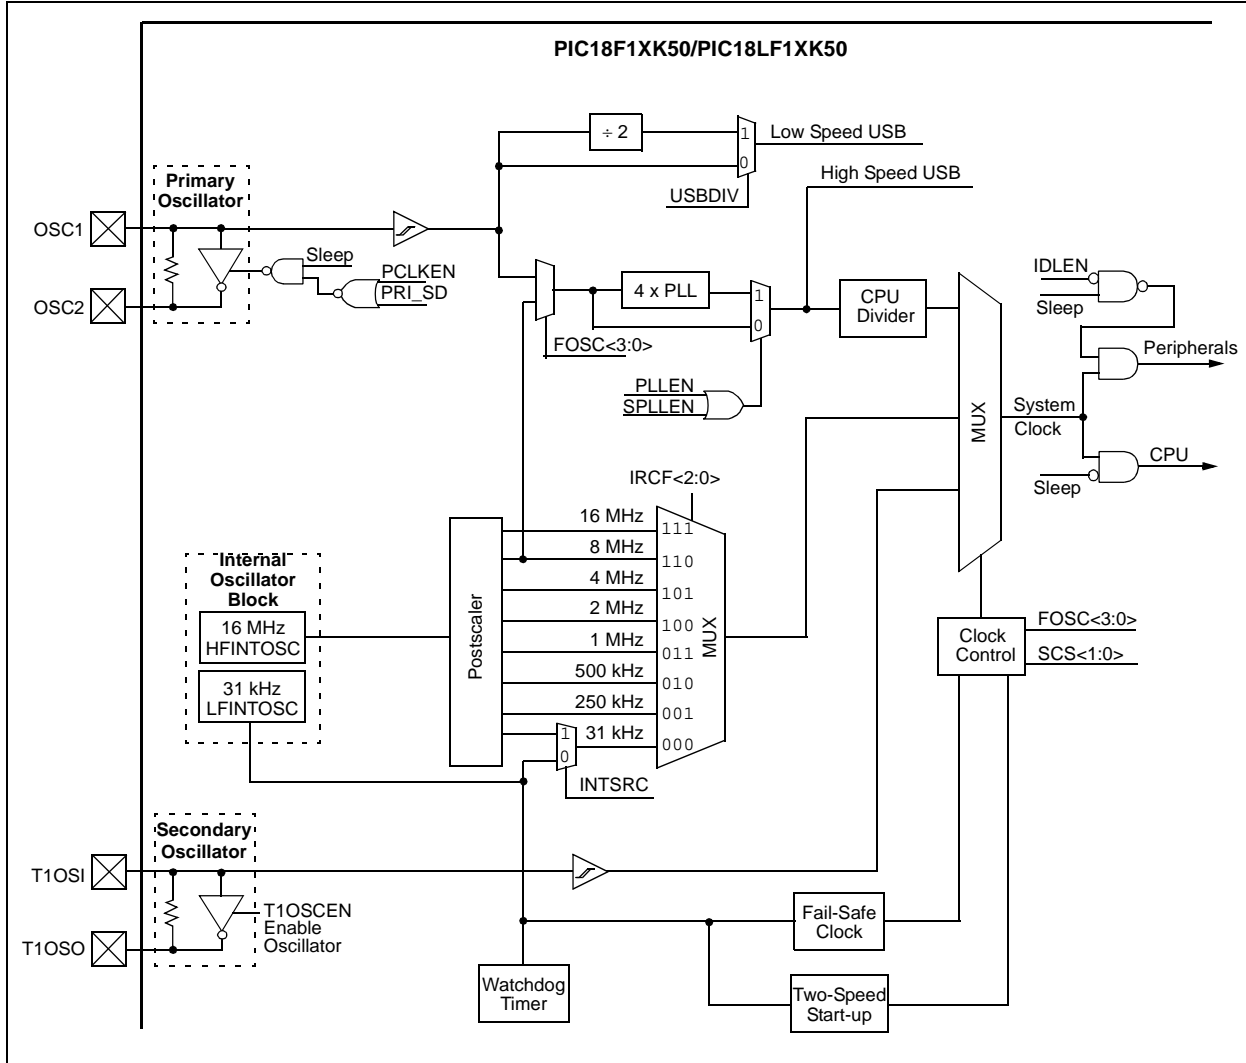 PIC18F1XK50/PIC18LF1XK50
÷ 2
1
0
Low Speed USB
USBDIV
High Speed USB
Primary
Oscillator
OSC1
OSC2
Sleep
PCLKEN
PRI_SD
4 x PLL
1
0
FOSC<3:0>
PLLEN
SPLLEN
CPU
Divider
MUX
IDLEN
Sleep
Peripherals
System
Clock
CPU
Sleep
IRCF<2:0>
Postscaler
16 MHz
111
8 MHz
110
4 MHz
101
2 MHz
100
1 MHz
011
500 kHz
010
250 kHz
001
31 kHz
000
MUX
1
0
INTSRC
Internal
Oscillator
Block
16 MHz
HFINTOSC
31 kHz
LFINTOSC
Clock
Control
FOSC<3:0>
SCS<1:0>
Secondary
Oscillator
T1OSI
T1OSO
T1OSCEN
Enable
Oscillator
Fail-Safe
Clock
Watchdog
Timer
Two-Speed
Start-up